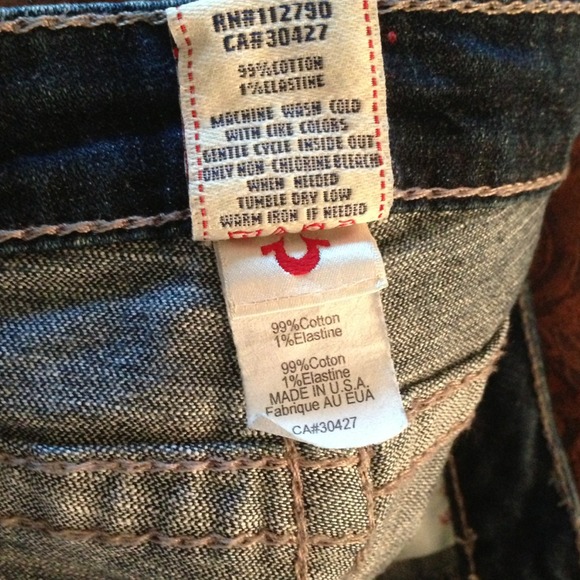 RN#112790
CA#30427
99%COTTON
1%ELASTINE
MACHINE WASH COLD
WITH LIKE COLORS
GENTLE CYCLE INSIDE OUT
ONLY NON-CHLORINE BLEACH
WHEN NEEDED
TUMBLE DRY LOW
WARM IRON IF NEEDED
99%Cotton
1%Elastine
99%Coton
1%Elastine
MADE IN U.S.A.
Fabrique AU EUA
CA#30427